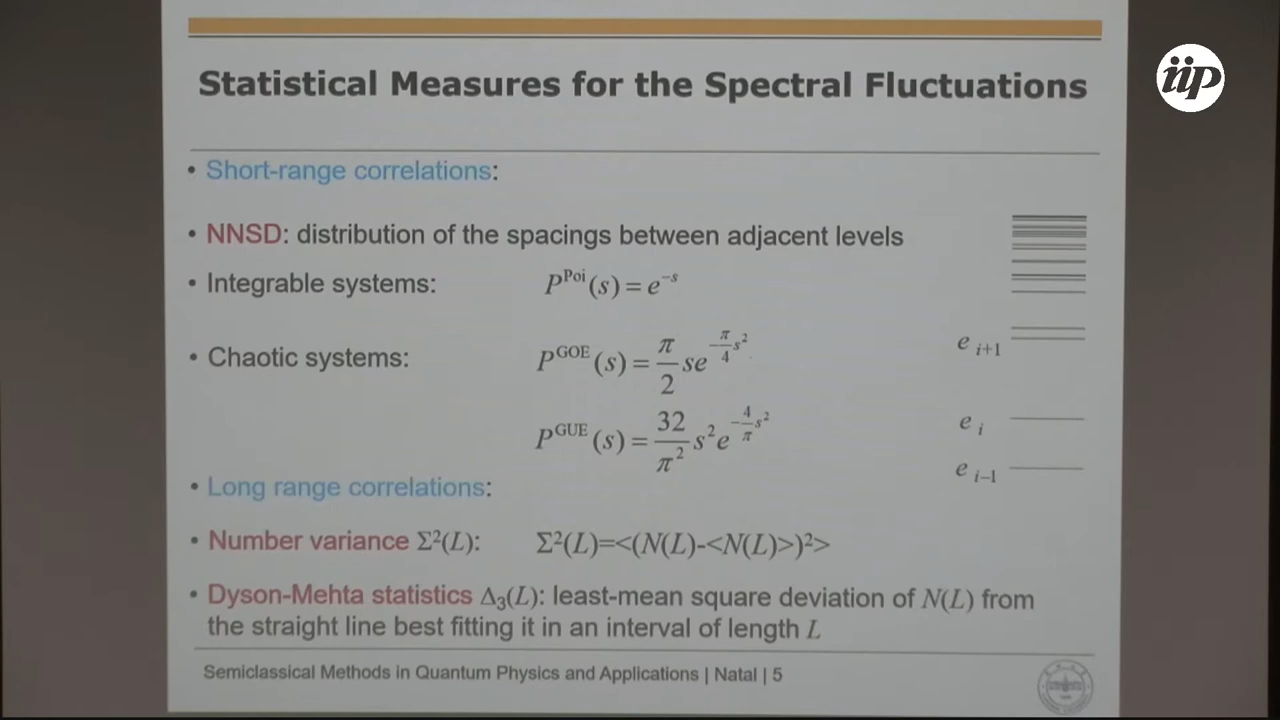 iip
Statistical Measures for the Spectral Fluctuations
• Short-range correlations:
• NNSD: distribution of the spacings between adjacent levels
• Integrable systems: P^Poi(s) = e^−s
• Chaotic systems: P^GOE(s) = π/2 se^−π/4 s²
P^GUE(s) = 32/π² s²e^−4/π s²
e i+1
e i
e i−1
• Long range correlations:
• Number variance Σ²(L): Σ²(L)=<(N(L)-<N(L)>)²>
• Dyson-Mehta statistics Δ₃(L): least-mean square deviation of N(L) from
the straight line best fitting it in an interval of length L
Semiclassical Methods in Quantum Physics and Applications | Natal | 5